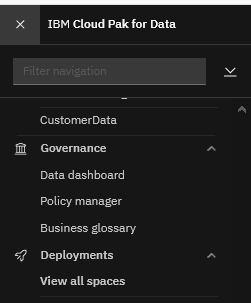 IBM Cloud Pak for Data
Filter navigation
CustomerData
Governance
Data dashboard
Policy manager
Business glossary
Deployments
View all spaces